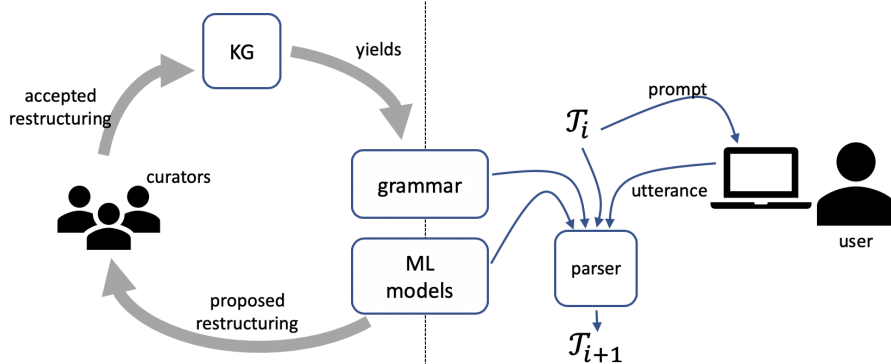 KG
yields
accepted
restructuring
curators
grammar
ML
models
proposed
restructuring
𝒯i
prompt
utterance
user
parser
𝒯i+1